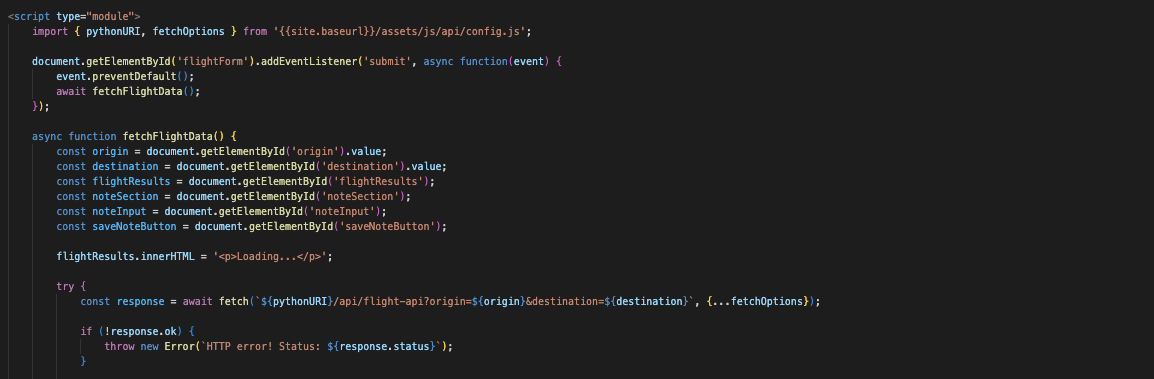 <script type="module">
import { pythonURI, fetchOptions } from '{{site.baseurl}}/assets/js/api/config.js';
document.getElementById('flightForm').addEventListener('submit', async function(event) {
event.preventDefault();
await fetchFlightData();
});
async function fetchFlightData() {
const origin = document.getElementById('origin').value;
const destination = document.getElementById('destination').value;
const flightResults = document.getElementById('flightResults');
const noteSection = document.getElementById('noteSection');
const noteInput = document.getElementById('noteInput');
const saveNoteButton = document.getElementById('saveNoteButton');
flightResults.innerHTML = '<p>Loading...</p>';
try {
const response = await fetch(`${pythonURI}/api/flight-api?origin=${origin}&destination=${destination}`, {...fetchOptions});
if (!response.ok) {
throw new Error(`HTTP error! Status: ${response.status}`);
}